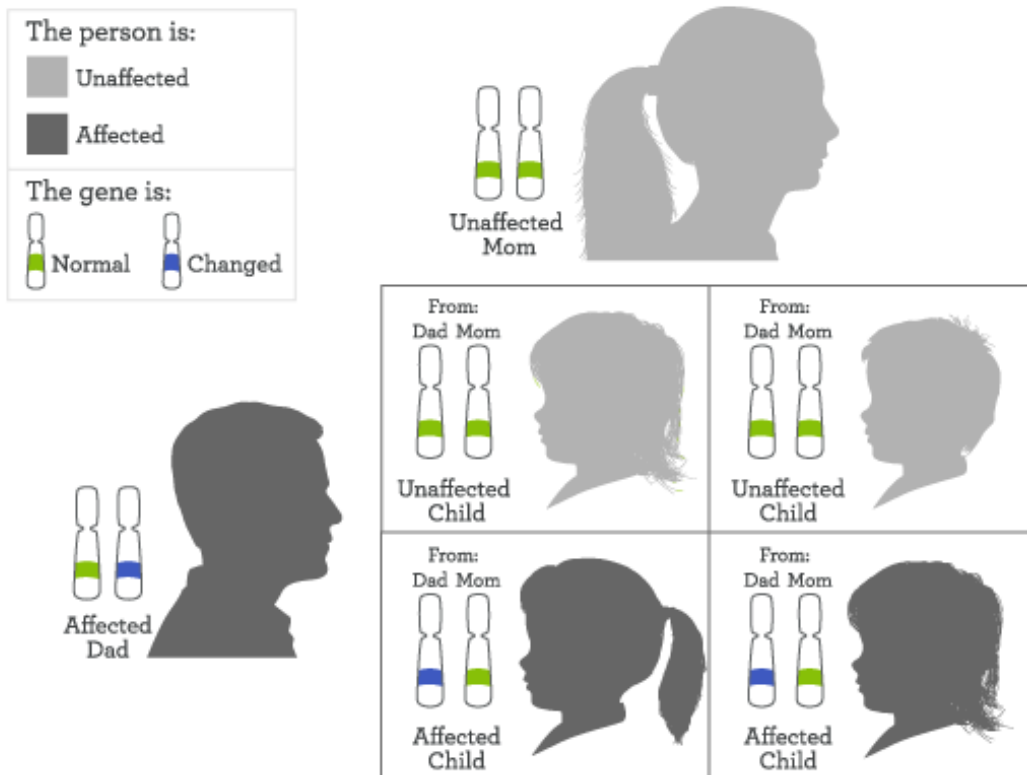 The person is:
Unaffected
Affected
The gene is:
Normal
Changed
Unaffected
Mom
Affected
Dad
From:
Dad Mom
Unaffected
Child
From:
Dad Mom
Unaffected
Child
From:
Dad Mom
Affected
Child
From:
Dad Mom
Affected
Child